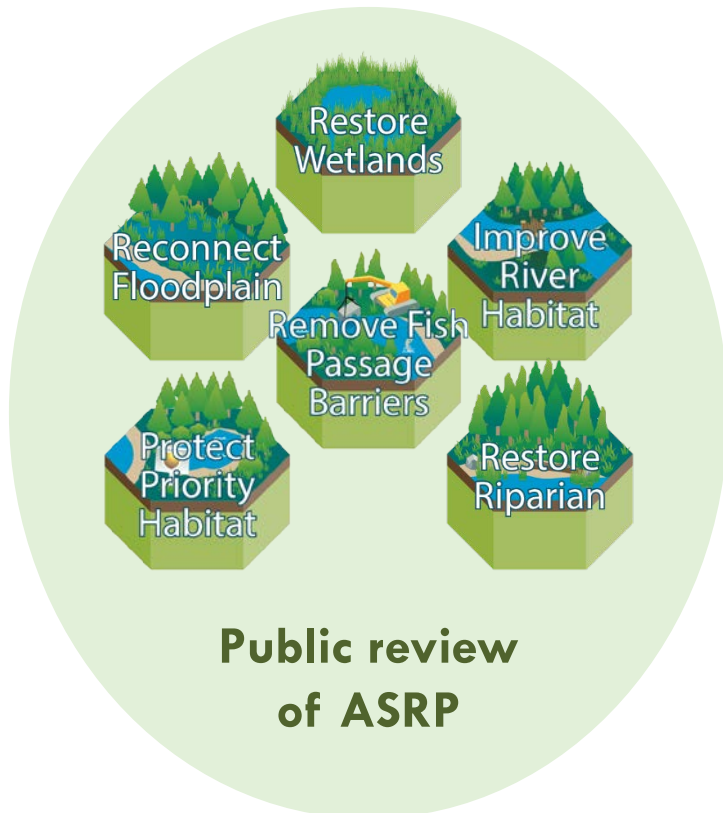 Restore
Wetlands
Reconnect
Floodplain
Improve
River
Habitat
Remove Fish
Passage
Barriers
Protect
Priority
Habitat
Restore
Riparian
Public review
of ASRP